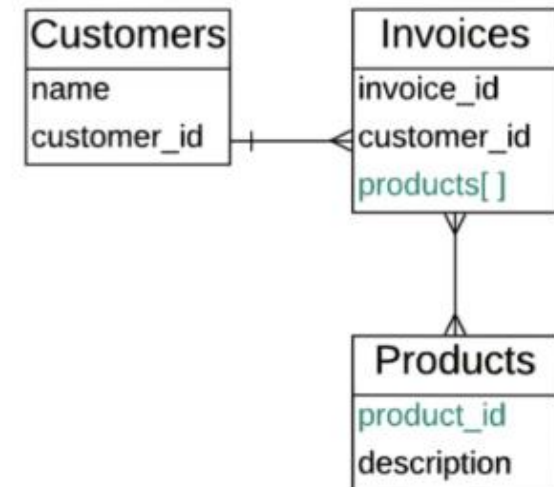 Customers
name
customer_id
Invoices
invoice_id
customer_id
products[ ]
Products
product_id
description